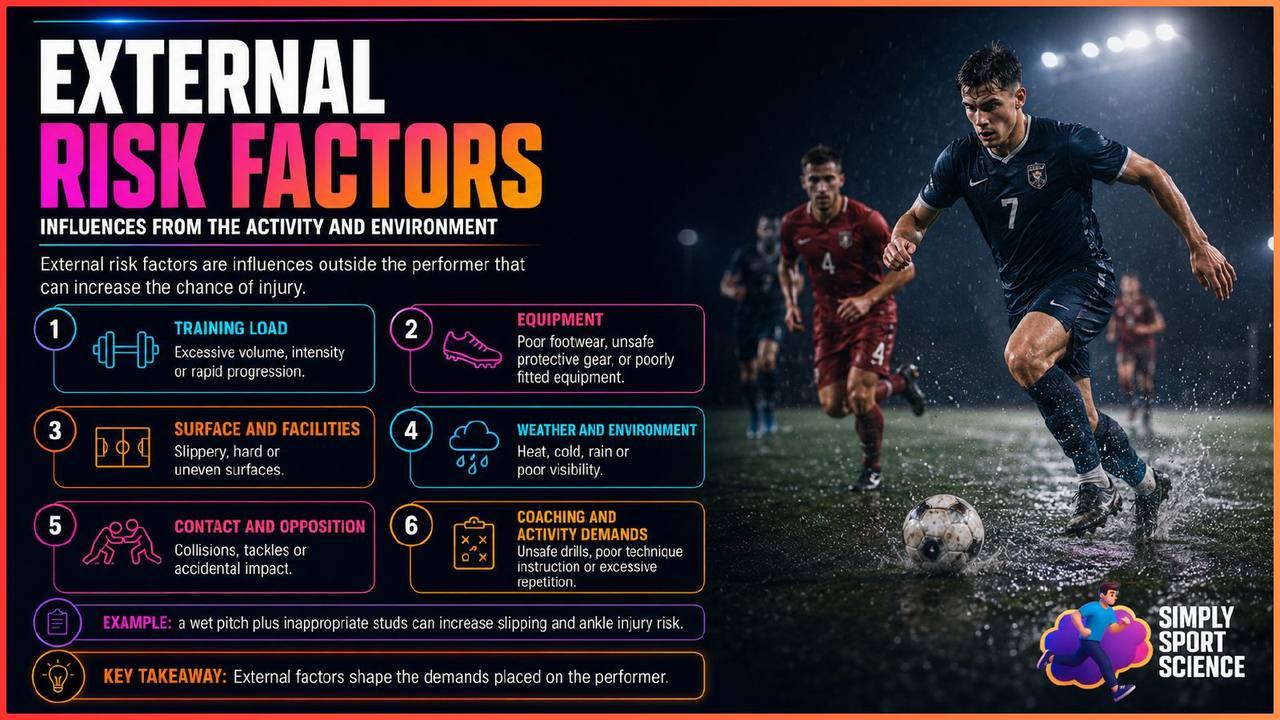 EXTERNAL
RISK FACTORS
INFLUENCES FROM THE ACTIVITY AND ENVIRONMENT
External risk factors are influences outside the performer that
can increase the chance of injury.
1
TRAINING LOAD
Excessive volume, intensity
or rapid progression.
2
EQUIPMENT
Poor footwear, unsafe
protective gear, or poorly
fitted equipment.
3
SURFACE AND FACILITIES
Slippery, hard or
uneven surfaces.
4
WEATHER AND ENVIRONMENT
Heat, cold, rain or
poor visibility.
5
CONTACT AND OPPOSITION
Collisions, tackles or
accidental impact.
6
COACHING AND
ACTIVITY DEMANDS
Unsafe drills, poor technique
instruction or excessive
repetition.
EXAMPLE: a wet pitch plus inappropriate studs can increase slipping and ankle injury risk.
KEY TAKEAWAY: External factors shape the demands placed on the performer.
7
4
4
SIMPLY
SPORT
SCIENCE